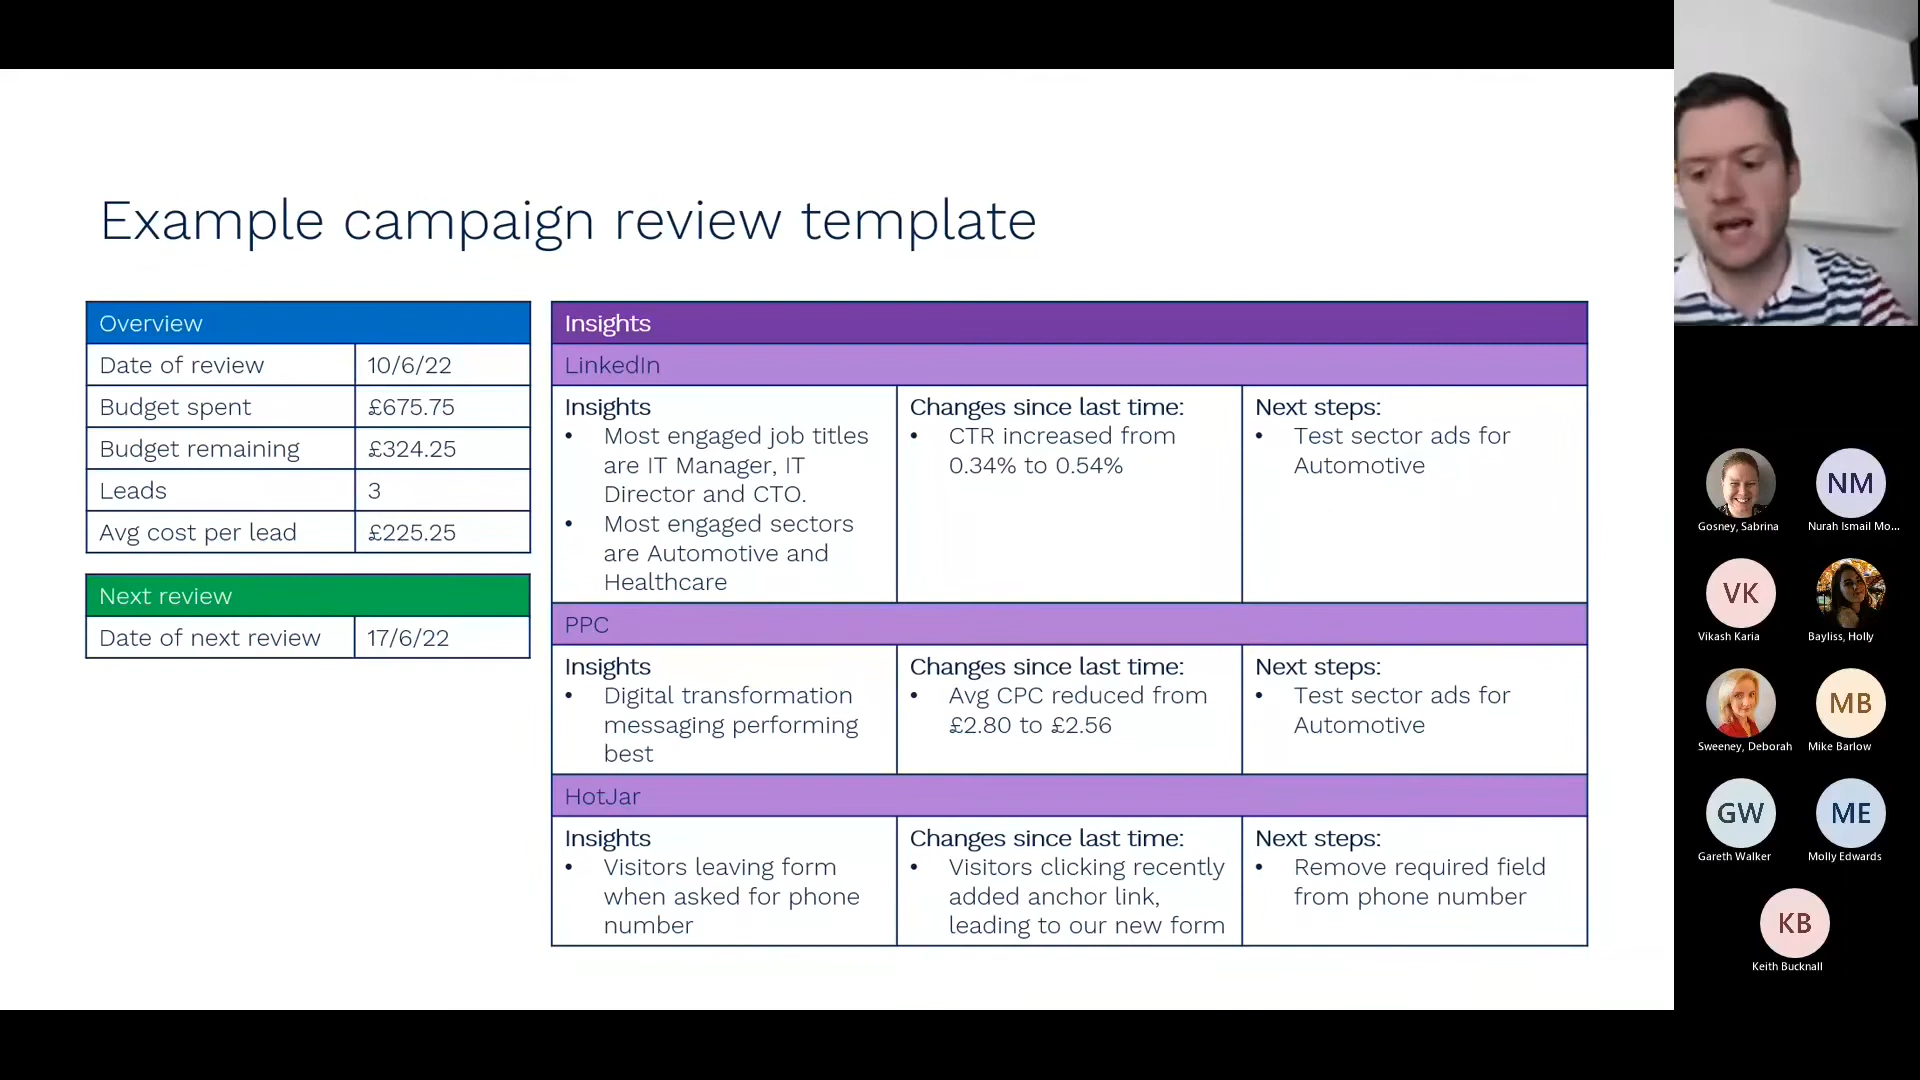 Example campaign review template
Overview
Date of review 10/6/22
Budget spent £675.75
Budget remaining £324.25
Leads 3
Avg cost per lead £225.25
Next review
Date of next review 17/6/22
Insights
LinkedIn
Insights
• Most engaged job titles
are IT Manager, IT
Director and CTO.
• Most engaged sectors
are Automotive and
Healthcare
Changes since last time:
• CTR increased from
0.34% to 0.54%
Next steps:
• Test sector ads for
Automotive
PPC
Insights
• Digital transformation
messaging performing
best
Changes since last time:
• Avg CPC reduced from
£2.80 to £2.56
Next steps:
• Test sector ads for
Automotive
HotJar
Insights
• Visitors leaving form
when asked for phone
number
Changes since last time:
• Visitors clicking recently
added anchor link,
leading to our new form
Next steps:
• Remove required field
from phone number
Gosney, Sabrina
NM
Nurah Ismail Mo...
VK
Vikash Karia
Bayliss, Holly
Sweeney, Deborah
MB
Mike Barlow
GW
Gareth Walker
ME
Molly Edwards
KB
Keith Bucknall